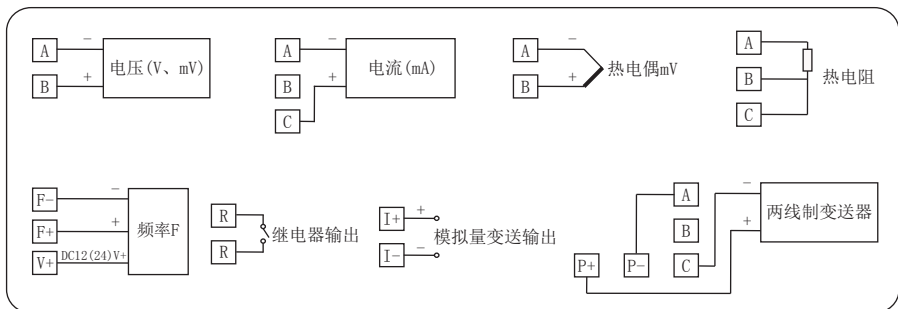 A − 电压(V、mV)
B +
A − 电流(mA)
B +
C
A − 热电偶mV
B +
A
B 热电阻
C
F− −
F+ + 频率F
V+ DC12(24)V+
R 继电器输出
R
I+ + 模拟量变送输出
I− −
A − 两线制变送器
B +
P+ P− C